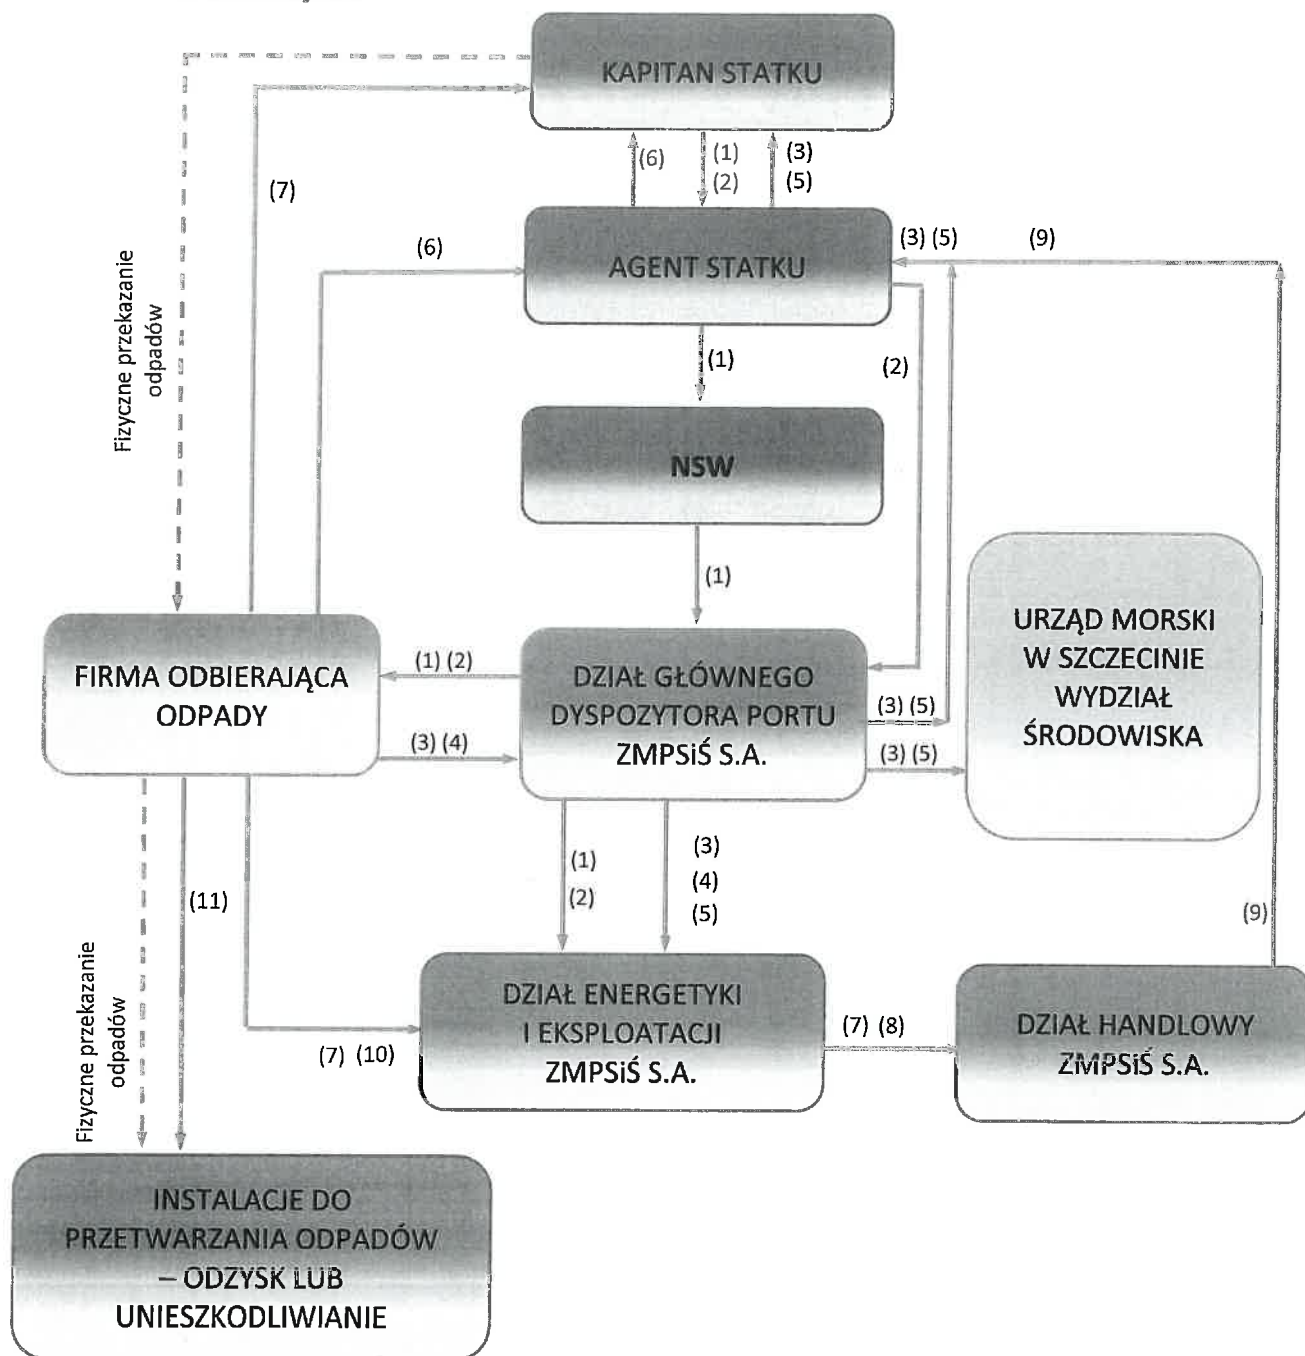 KAPITAN STATKU
(7)
(6)
(1)
(2)
(3)
(5)
AGENT STATKU
(6)
(3) (5)
(9)
Fizyczne przekazanie
odpadów
(1)
(2)
NSW
(1)
FIRMA ODBIERAJĄCA
ODPADY
(1) (2)
(3) (4)
DZIAŁ GŁÓWNEGO
DYSPOZYTORA PORTU
ZMPSiŚ S.A.
(3) (5)
(3) (5)
URZĄD MORSKI
W SZCZECINIE
WYDZIAŁ
ŚRODOWISKA
(1)
(2)
(3)
(4)
(5)
(11)
(9)
Fizyczne przekazanie
odpadów
(7) (10)
DZIAŁ ENERGETYKI
I EKSPLOATACJI
ZMPSiŚ S.A.
(7) (8)
DZIAŁ HANDLOWY
ZMPSiŚ S.A.
INSTALACJE DO
PRZETWARZANIA ODPADÓW
– ODZYSK LUB
UNIESZKODLIWIANIE